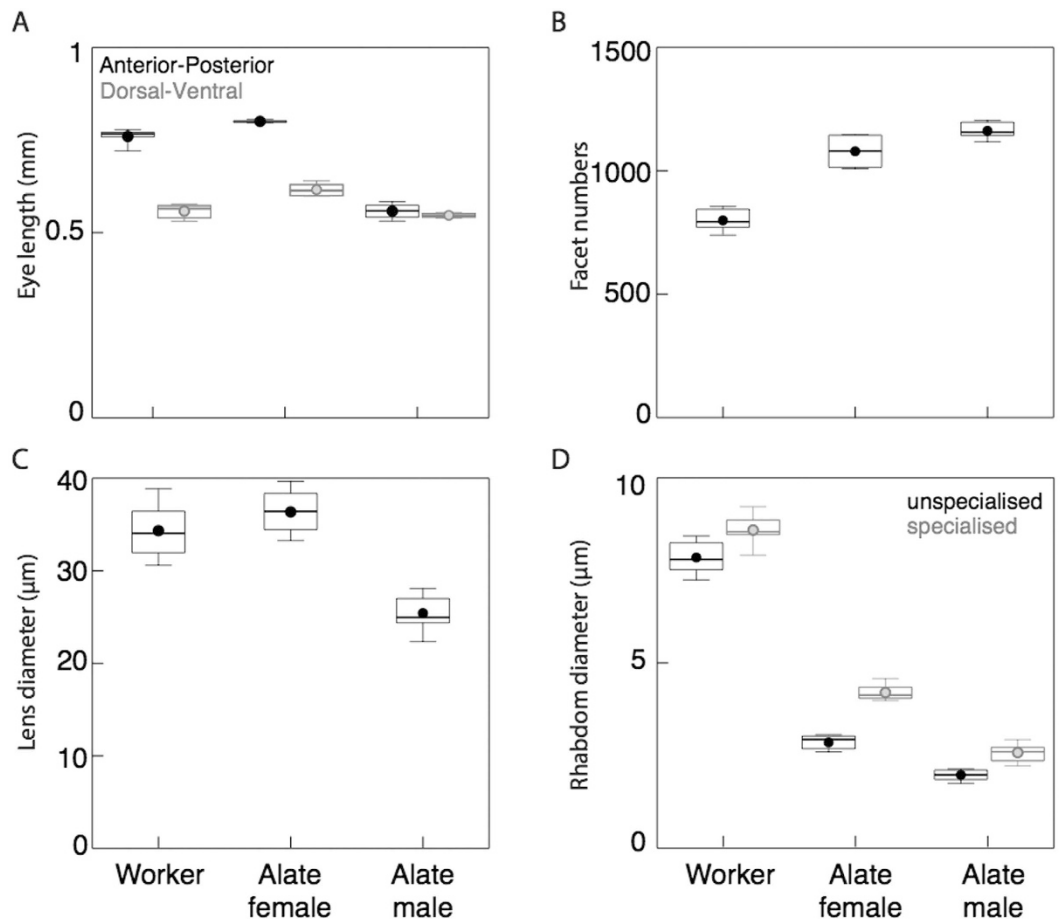 A
1
Anterior-Posterior
Dorsal-Ventral
0.5
0
Eye length (mm)
B
1500
1000
500
0
Facet numbers
C
40
30
20
10
0
Lens diameter (μm)
Worker
Alate
female
Alate
male
D
10
unspecialised
specialised
5
0
Rhabdom diameter (μm)
Worker
Alate
female
Alate
male